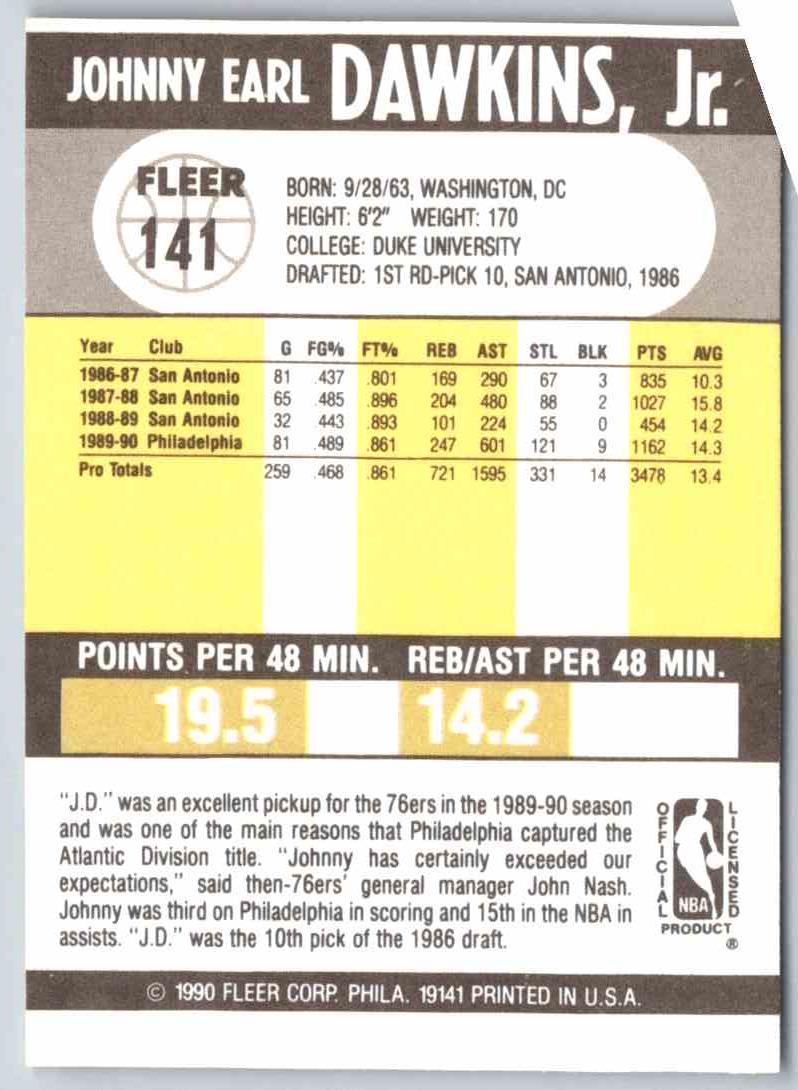 JOHNNY EARL DAWKINS, Jr.
FLEER
141
BORN: 9/28/63, WASHINGTON, DC
HEIGHT: 6'2" WEIGHT: 170
COLLEGE: DUKE UNIVERSITY
DRAFTED: 1ST RD-PICK 10, SAN ANTONIO, 1986
Year Club G FG% FT% REB AST STL BLK PTS AVG
1986-87 San Antonio 81 .437 .801 169 290 67 3 835 10.3
1987-88 San Antonio 65 .485 .896 204 480 88 2 1027 15.8
1988-89 San Antonio 32 .443 .893 101 224 55 0 454 14.2
1989-90 Philadelphia 81 .489 .861 247 601 121 9 1162 14.3
Pro Totals 259 .468 .861 721 1595 331 14 3478 13.4
POINTS PER 48 MIN. REB/AST PER 48 MIN.
19.5 14.2
"J.D." was an excellent pickup for the 76ers in the 1989-90 season
and was one of the main reasons that Philadelphia captured the
Atlantic Division title. "Johnny has certainly exceeded our
expectations," said then-76ers' general manager John Nash.
Johnny was third on Philadelphia in scoring and 15th in the NBA in
assists. "J.D." was the 10th pick of the 1986 draft.
OFFICIAL
NBA
LICENSED
PRODUCT
®
© 1990 FLEER CORP. PHILA. 19141 PRINTED IN U.S.A.